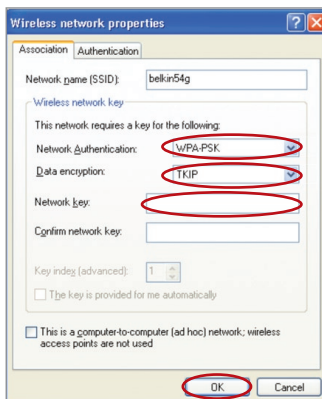 Wireless network properties
Association Authentication
Network name (SSID): belkin54g
Wireless network key
This network requires a key for the following:
Network Authentication: WPA-PSK
Data encryption: TKIP
Network key:
Confirm network key:
Key index (advanced): 1
The key is provided for me automatically
This is a computer-to-computer (ad hoc) network; wireless
access points are not used
OK Cancel